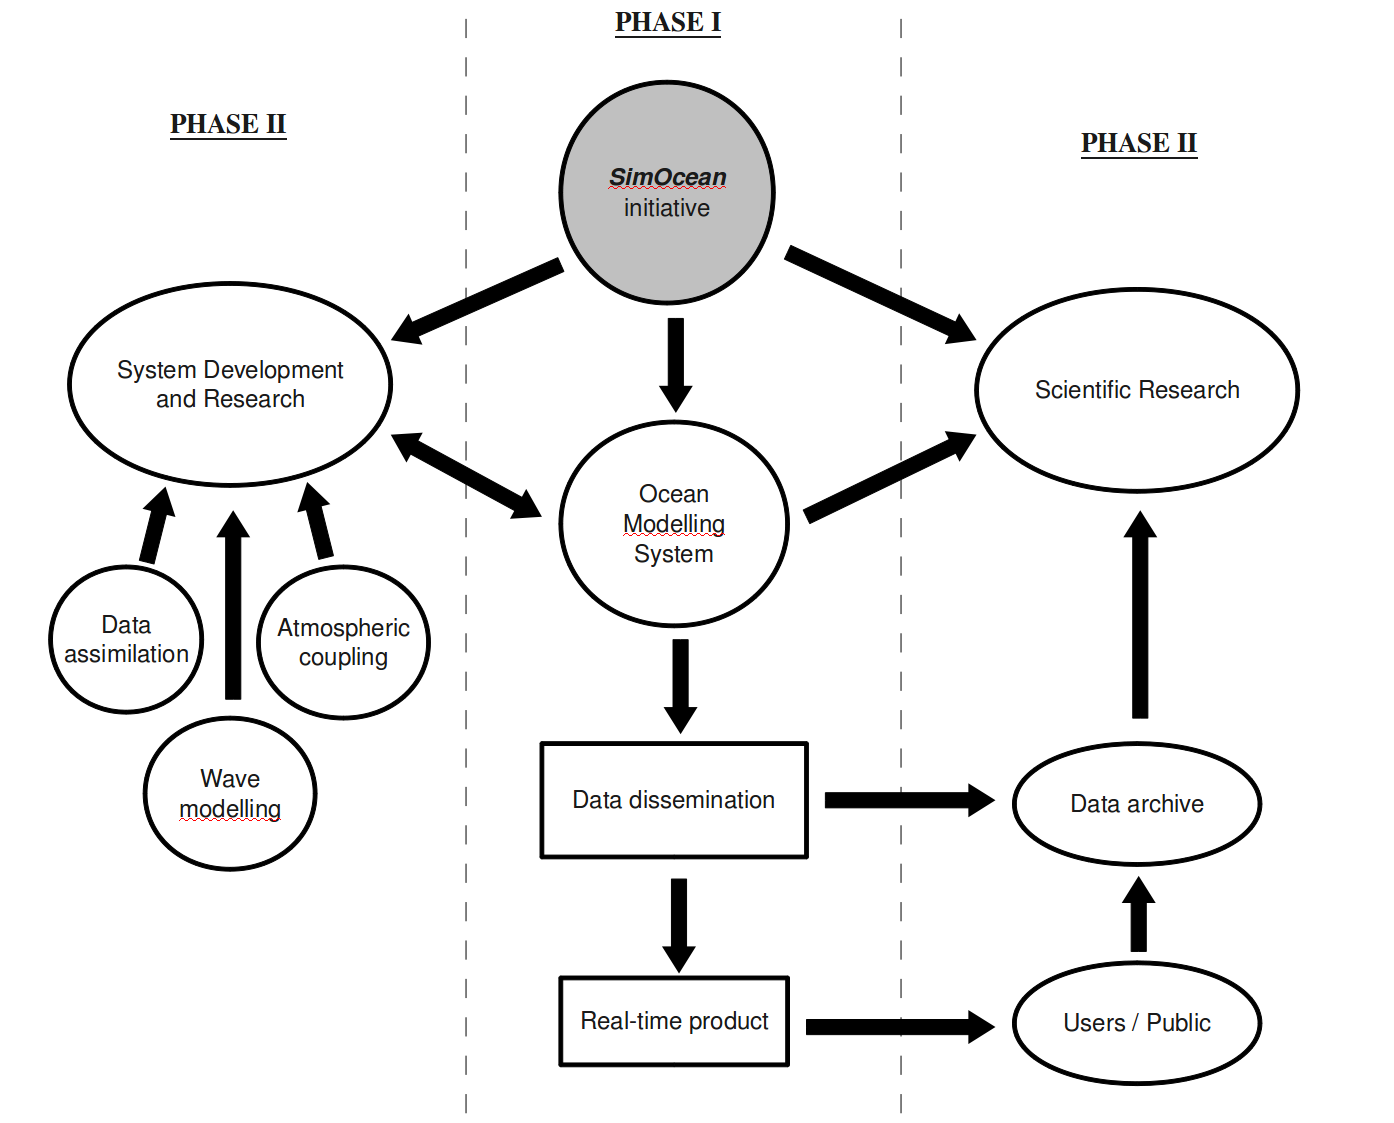 PHASE I
PHASE II
PHASE II
SimOcean
initiative
System Development
and Research
Scientific Research
Ocean
Modelling
System
Data
assimilation
Atmospheric
coupling
Wave
modelling
Data dissemination
Data archive
Real-time product
Users / Public